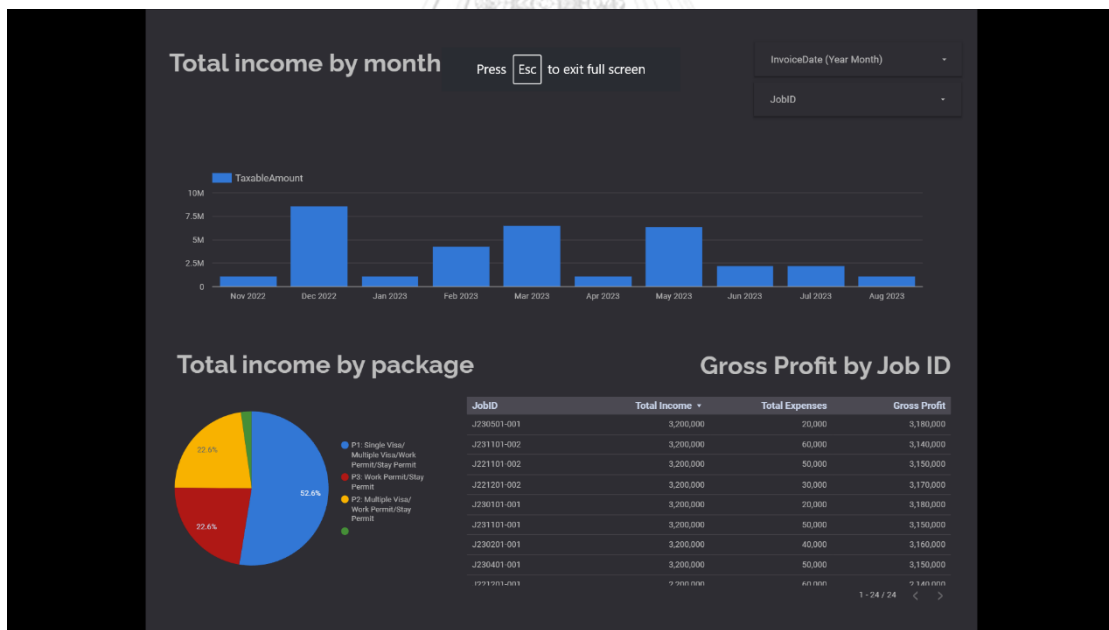 Total income by month
Press Esc to exit full screen
InvoiceDate (Year Month)
JobID
TaxableAmount
10M
7.5M
5M
2.5M
0
Nov 2022 Dec 2022 Jan 2023 Feb 2023 Mar 2023 Apr 2023 May 2023 Jun 2023 Jul 2023 Aug 2023
Total income by package
22.6%
52.6%
22.6%
P1: Single Visa/
Multiple Visa/Work
Permit/Stay Permit
P3: Work Permit/Stay
Permit
P2: Multiple Visa/
Work Permit/Stay
Permit
Gross Profit by Job ID
JobID Total Income Total Expenses Gross Profit
J230501-001 3,200,000 20,000 3,180,000
J231101-002 3,200,000 60,000 3,140,000
J221101-002 3,200,000 50,000 3,150,000
J221201-002 3,200,000 30,000 3,170,000
J230101-001 3,200,000 20,000 3,180,000
J231101-001 3,200,000 50,000 3,150,000
J230201-001 3,200,000 40,000 3,160,000
J230401-001 3,200,000 50,000 3,150,000
1 - 24 / 24